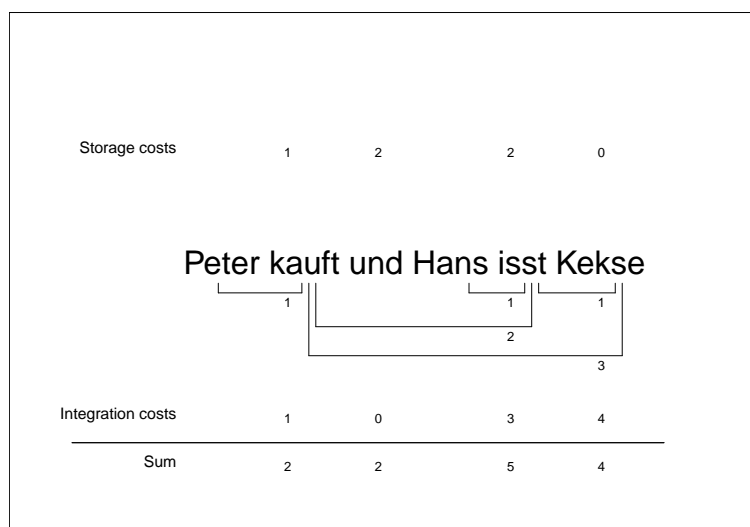 Storage costs 1 2 2 0
Peter kauft und Hans isst Kekse
1 1 1
2
3
Integration costs 1 0 3 4
Sum 2 2 5 4